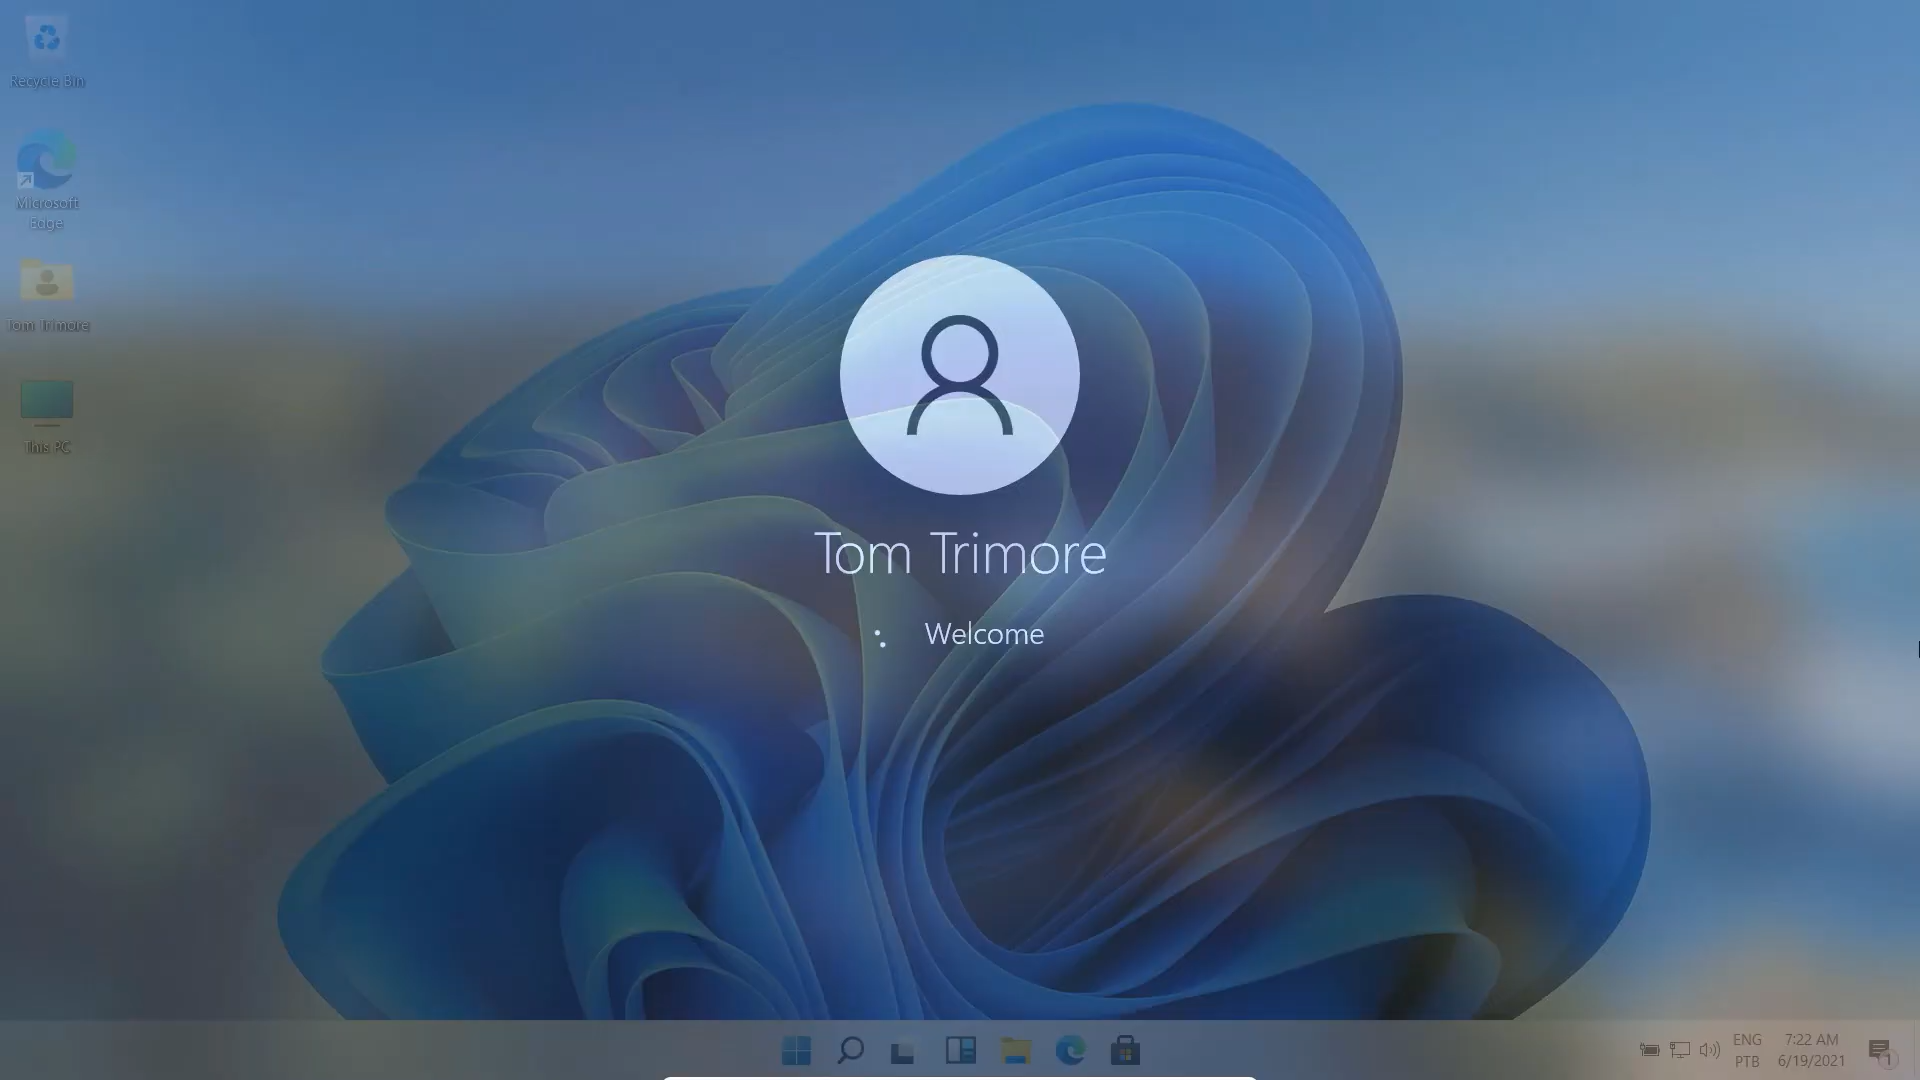 Recycle Bin
Microsoft
Edge
Tom Trimore
This PC
Tom Trimore
Welcome
ENG
PTB
7:22 AM
6/19/2021
1